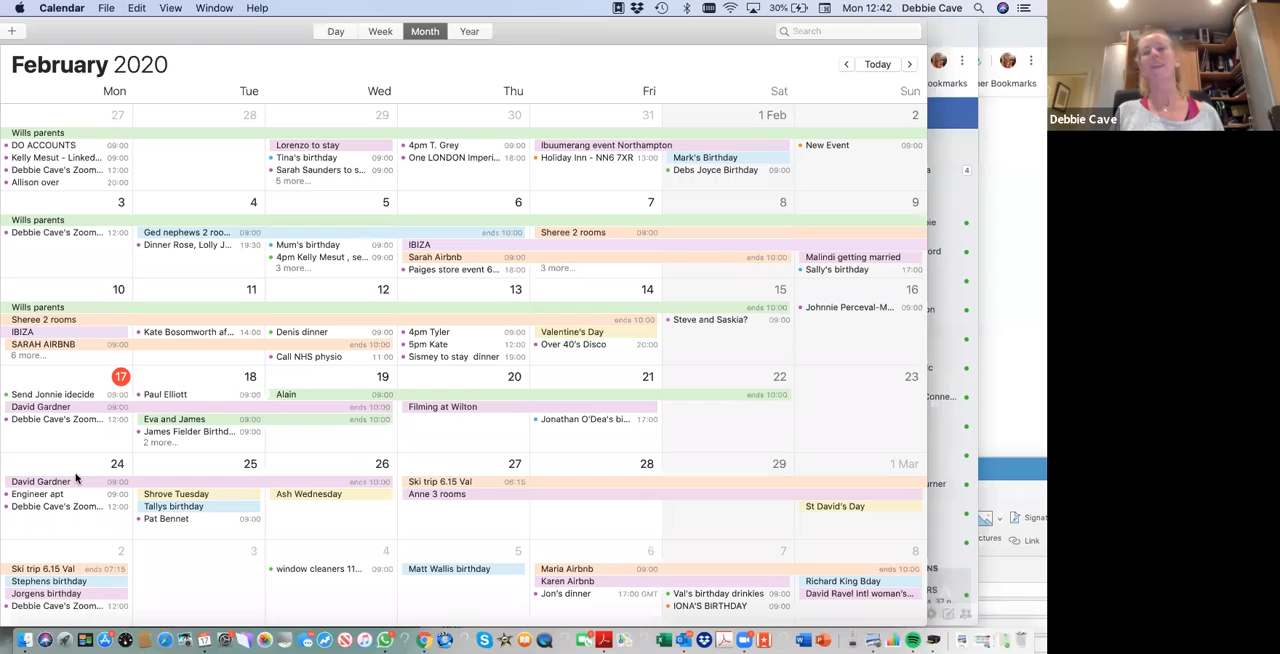 Calendar File Edit View Window Help 30% Mon 12:42 Debbie Cave
+ Day Week Month Year Search
February 2020 < Today >
Mon Tue Wed Thu Fri Sat Sun
27 28 29 30 31 1 Feb 2
Wills parents
DO ACCOUNTS 09:00 Lorenzo to stay 4pm T. Grey 09:00 Ibuumerang event Northampton New Event 09:00
Kelly Mesut - Linked... 09:00 Tina's birthday 09:00 One LONDON Imperi... 18:00 Holiday Inn - NN6 7XR 13:00 Mark's Birthday
Debbie Cave's Zoom... 12:00 Sarah Saunders to s... 09:00 Debs Joyce Birthday 09:00
Allison over 20:00 5 more...
3 4 5 6 7 8 9
Wills parents
Debbie Cave's Zoom... 12:00 Ged nephews 2 roo... 09:00 ends 10:00 Sheree 2 rooms 09:00
Dinner Rose, Lolly J... 19:30 Mum's birthday 09:00 IBIZA
4pm Kelly Mesut , se... 09:00 Sarah Airbnb 09:00 ends 10:00 Malindi getting married
3 more... Paiges store event 6... 18:00 3 more... Sally's birthday 17:00
10 11 12 13 14 15 16
Wills parents ends 10:00 Johnnie Perceval-M... 09:00
Sheree 2 rooms ends 10:00 Steve and Saskia? 09:00
IBIZA Kate Bosomworth af... 14:00 Denis dinner 09:00 4pm Tyler 09:00 Valentine's Day
SARAH AIRBNB 09:00 ends 10:00 5pm Kate 12:00 Over 40's Disco 20:00
6 more... Call NHS physio 11:00 Sismey to stay dinner 19:00
17 18 19 20 21 22 23
Send Jonnie idecide 09:00 Paul Elliott 09:00 Alain 09:00 ends 10:00
David Gardner 09:00 ends 10:00 Filming at Wilton
Debbie Cave's Zoom... 12:00 Eva and James 09:00 ends 10:00 Jonathan O'Dea's bi... 17:00
James Fielder Birthd... 09:00
2 more...
24 25 26 27 28 29 1 Mar
David Gardner 09:00 ends 10:00 Ski trip 6.15 Val 06:15
Engineer apt 09:00 Shrove Tuesday Ash Wednesday Anne 3 rooms
Debbie Cave's Zoom... 12:00 Tallys birthday St David's Day
Pat Bennet 09:00
2 3 4 5 6 7 8
Ski trip 6.15 Val ends 07:15 window cleaners 11... 09:00 Matt Wallis birthday Maria Airbnb 09:00 ends 10:00
Stephens birthday Karen Airbnb Richard King Bday
Jorgens birthday Jon's dinner 17:00 GMT Val's birthday drinkies 09:00 David Ravel Intl woman's...
Debbie Cave's Zoom... 12:00 IONA'S BIRTHDAY 09:00
ookmarks er Bookmarks
4
Conne...
urner
Signat
ctures Link
NS
RS
Debbie Cave